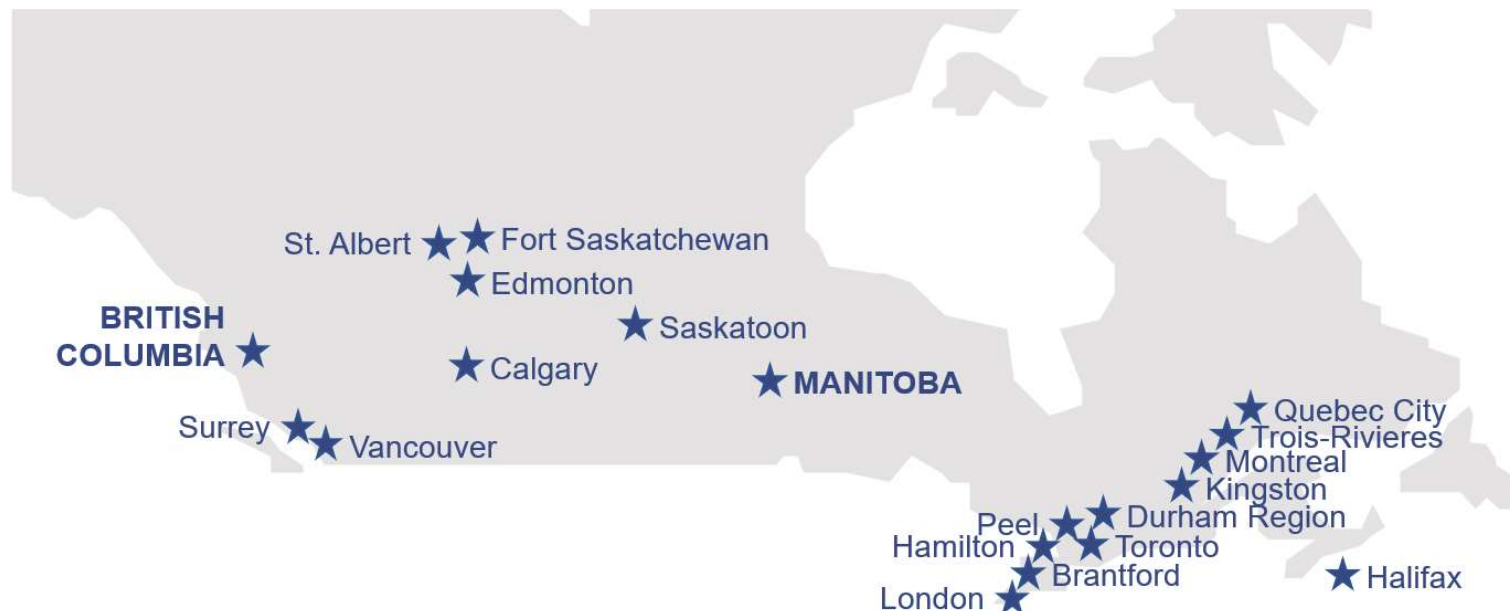 St. Albert
Fort Saskatchewan
Edmonton
BRITISH
COLUMBIA
Saskatoon
Calgary
MANITOBA
Surrey
Vancouver
Quebec City
Trois-Rivieres
Montreal
Kingston
Peel
Durham Region
Hamilton
Toronto
Brantford
Halifax
London